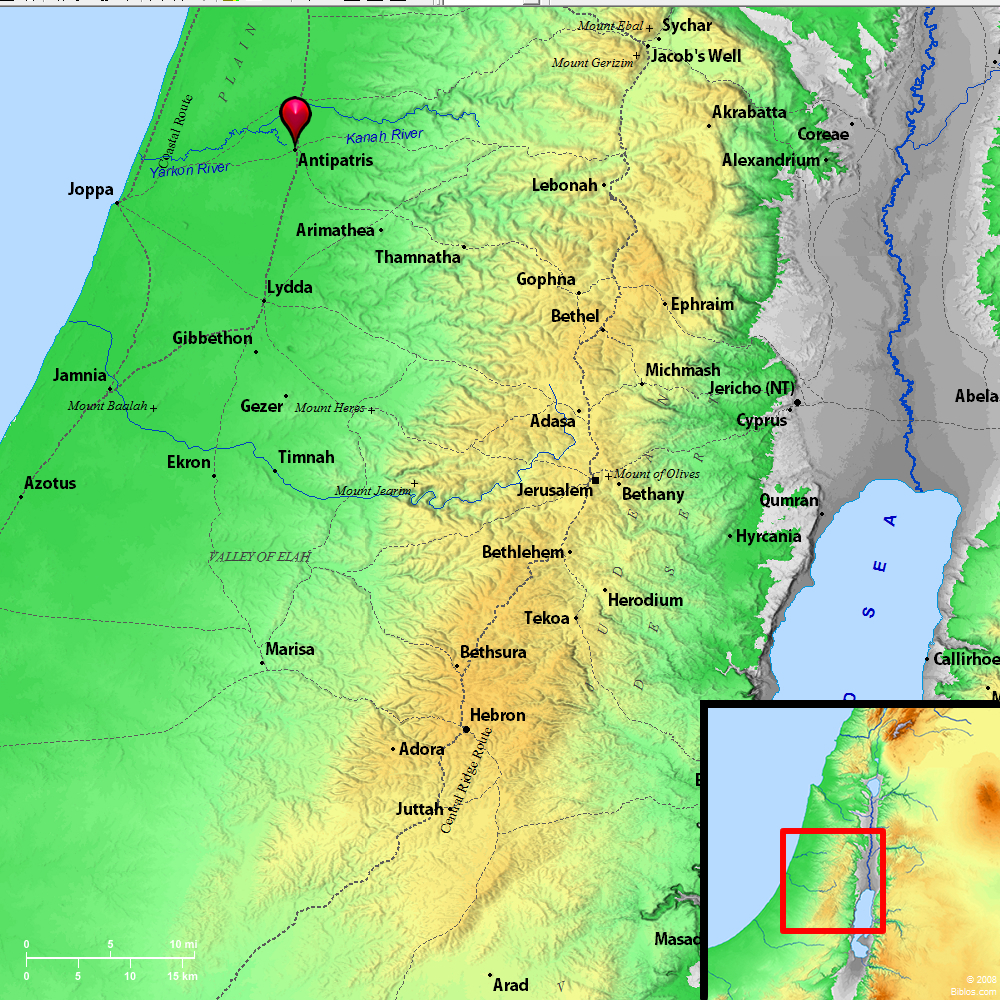 Mount Ebal
Sychar
Jacob's Well
Mount Gerizim
PLAIN
Coastal Route
Akrabatta
Coreae
Kanah River
Antipatris
Alexandrium
Yarkon River
Joppa
Lebonah
Arimathea
Thamnatha
Gophna
Lydda
Ephraim
Bethel
Gibbethon
Jamnia
Michmash
Jericho (NT)
Abela
Mount Baalah
Gezer
Mount Heres
Adasa
Cyprus
Ekron
Timnah
Mount of Olives
Azotus
Mount Jearim
Jerusalem
Bethany
Qumran
Hyrcania
SEA
VALLEY OF ELAH
Bethlehem
Herodium
Tekoa
JUDEAN
DESER
Marisa
Bethsura
Callirhoe
Hebron
Adora
Central Ridge Route
Juttah
0 5 10 mi
0 5 10 15 km
Masad
Arad
© 2008
Biblos.com